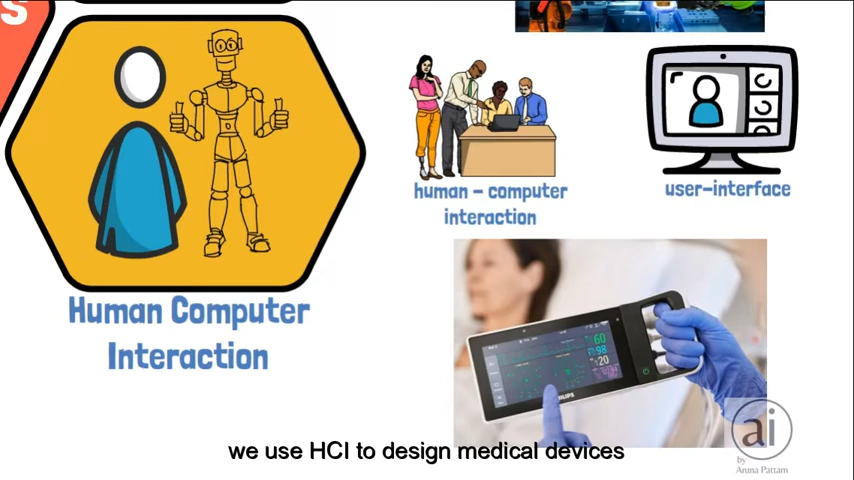 S
human - computer
interaction
user-interface
Human Computer
Interaction
60
98
20
PHILIPS
we use HCI to design medical devices
ai
by
Aruna Pattam